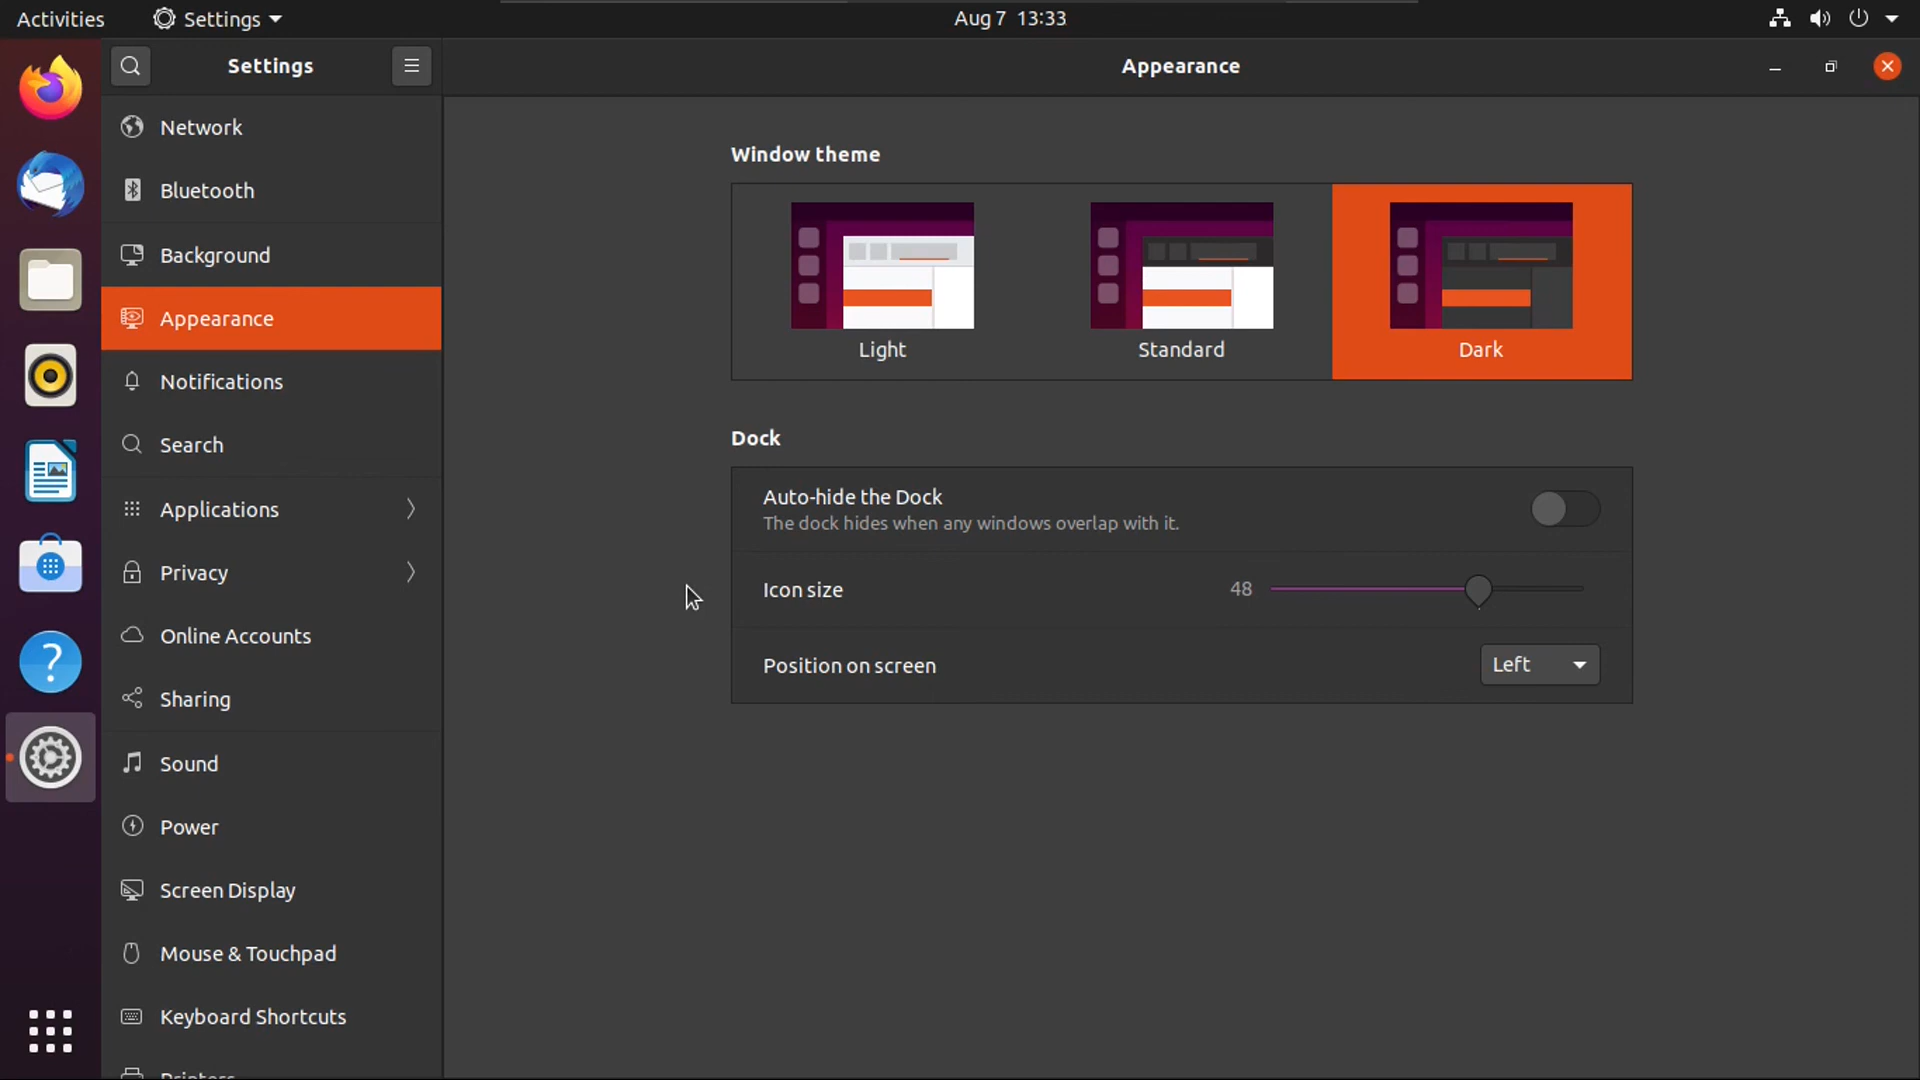 Activities
Settings
Aug 7 13:33
Settings
Appearance
Network
Bluetooth
Background
Appearance
Notifications
Search
Applications
Privacy
Online Accounts
Sharing
Sound
Power
Screen Display
Mouse & Touchpad
Keyboard Shortcuts
Printers
Window theme
Light
Standard
Dark
Dock
Auto-hide the Dock
The dock hides when any windows overlap with it.
Icon size
48
Position on screen
Left
?